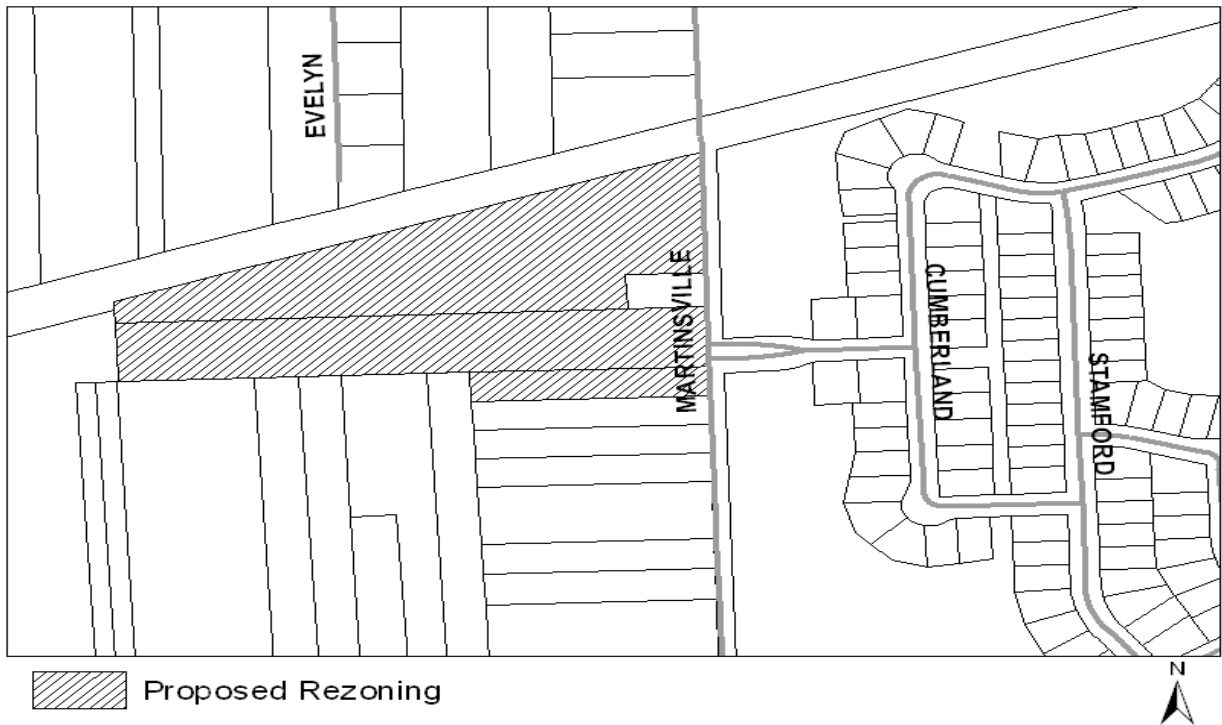 EVELYN
MARTINSVILLE
CUMBERLAND
STAMFORD
Proposed Rezoning
N